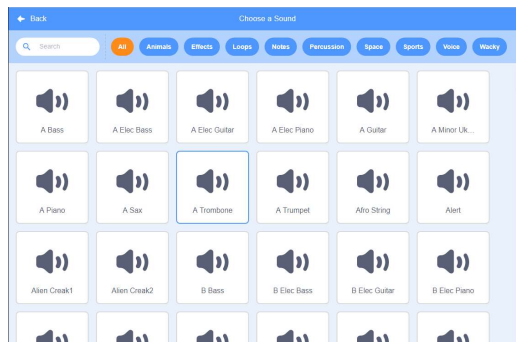 Back Choose a Sound
Search All Animals Effects Loops Notes Percussion Space Sports Voice Wacky
A Bass A Elec Bass A Elec Guitar A Elec Piano A Guitar A Minor Uk...
A Piano A Sax A Trombone A Trumpet Afro String Alert
Alien Creak1 Alien Creak2 B Bass B Elec Bass B Elec Guitar B Elec Piano